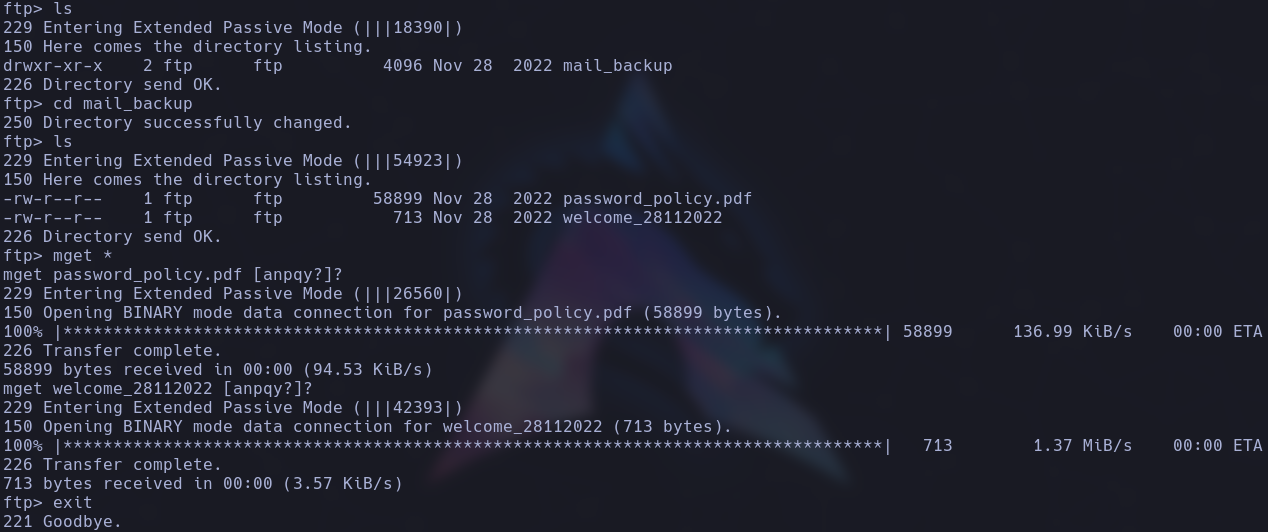 ftp> ls
229 Entering Extended Passive Mode (|||18390|)
150 Here comes the directory listing.
drwxr-xr-x    2 ftp      ftp          4096 Nov 28  2022 mail_backup
226 Directory send OK.
ftp> cd mail_backup
250 Directory successfully changed.
ftp> ls
229 Entering Extended Passive Mode (|||54923|)
150 Here comes the directory listing.
-rw-r--r--    1 ftp      ftp         58899 Nov 28  2022 password_policy.pdf
-rw-r--r--    1 ftp      ftp           713 Nov 28  2022 welcome_28112022
226 Directory send OK.
ftp> mget *
mget password_policy.pdf [anpqy?]?
229 Entering Extended Passive Mode (|||26560|)
150 Opening BINARY mode data connection for password_policy.pdf (58899 bytes).
100% |**********************************************************************************| 58899      136.99 KiB/s    00:00 ETA
226 Transfer complete.
58899 bytes received in 00:00 (94.53 KiB/s)
mget welcome_28112022 [anpqy?]?
229 Entering Extended Passive Mode (|||42393|)
150 Opening BINARY mode data connection for welcome_28112022 (713 bytes).
100% |**********************************************************************************|   713        1.37 MiB/s    00:00 ETA
226 Transfer complete.
713 bytes received in 00:00 (3.57 KiB/s)
ftp> exit
221 Goodbye.